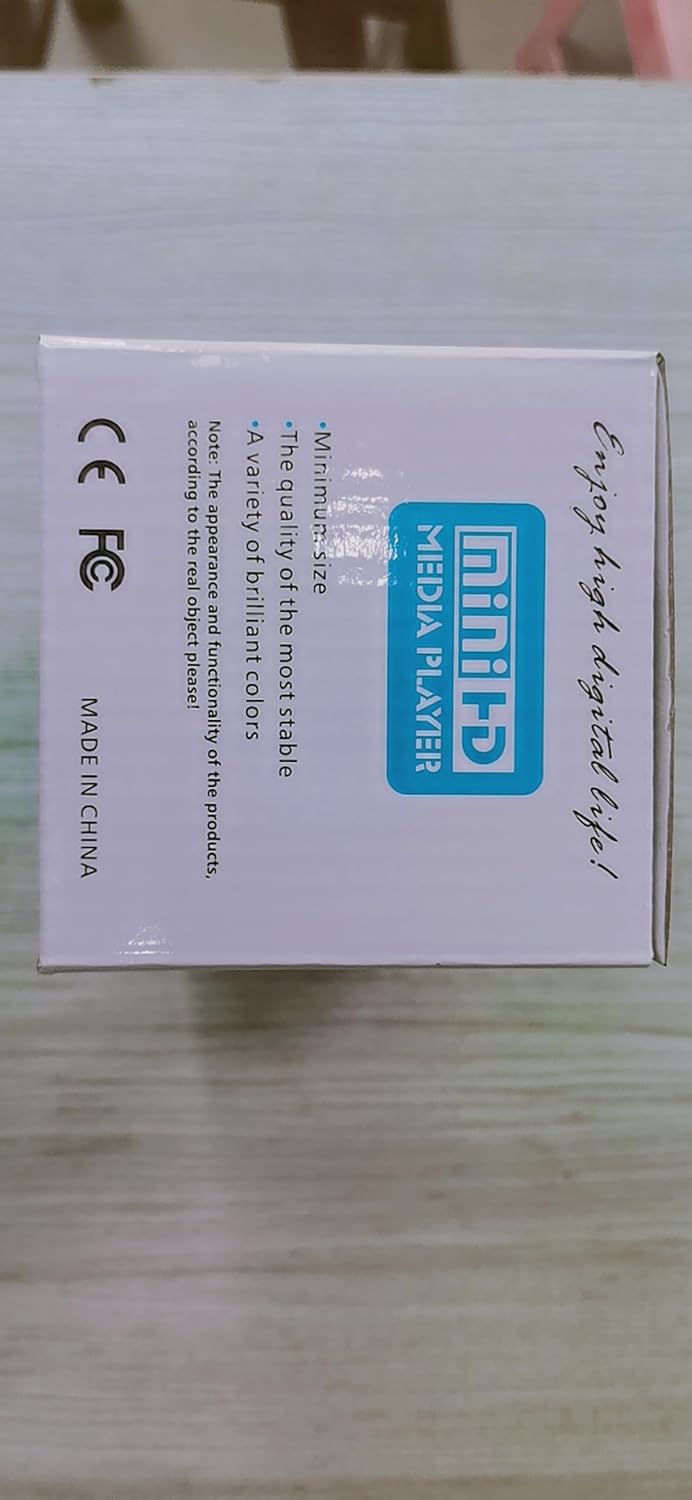 Enjoy high digital life!
mini HD
MEDIA PLAYER
•Minimum size
•The quality of the most stable
•A variety of brilliant colors
Note: The appearance and functionality of the products,
according to the real object please!
CE FC MADE IN CHINA